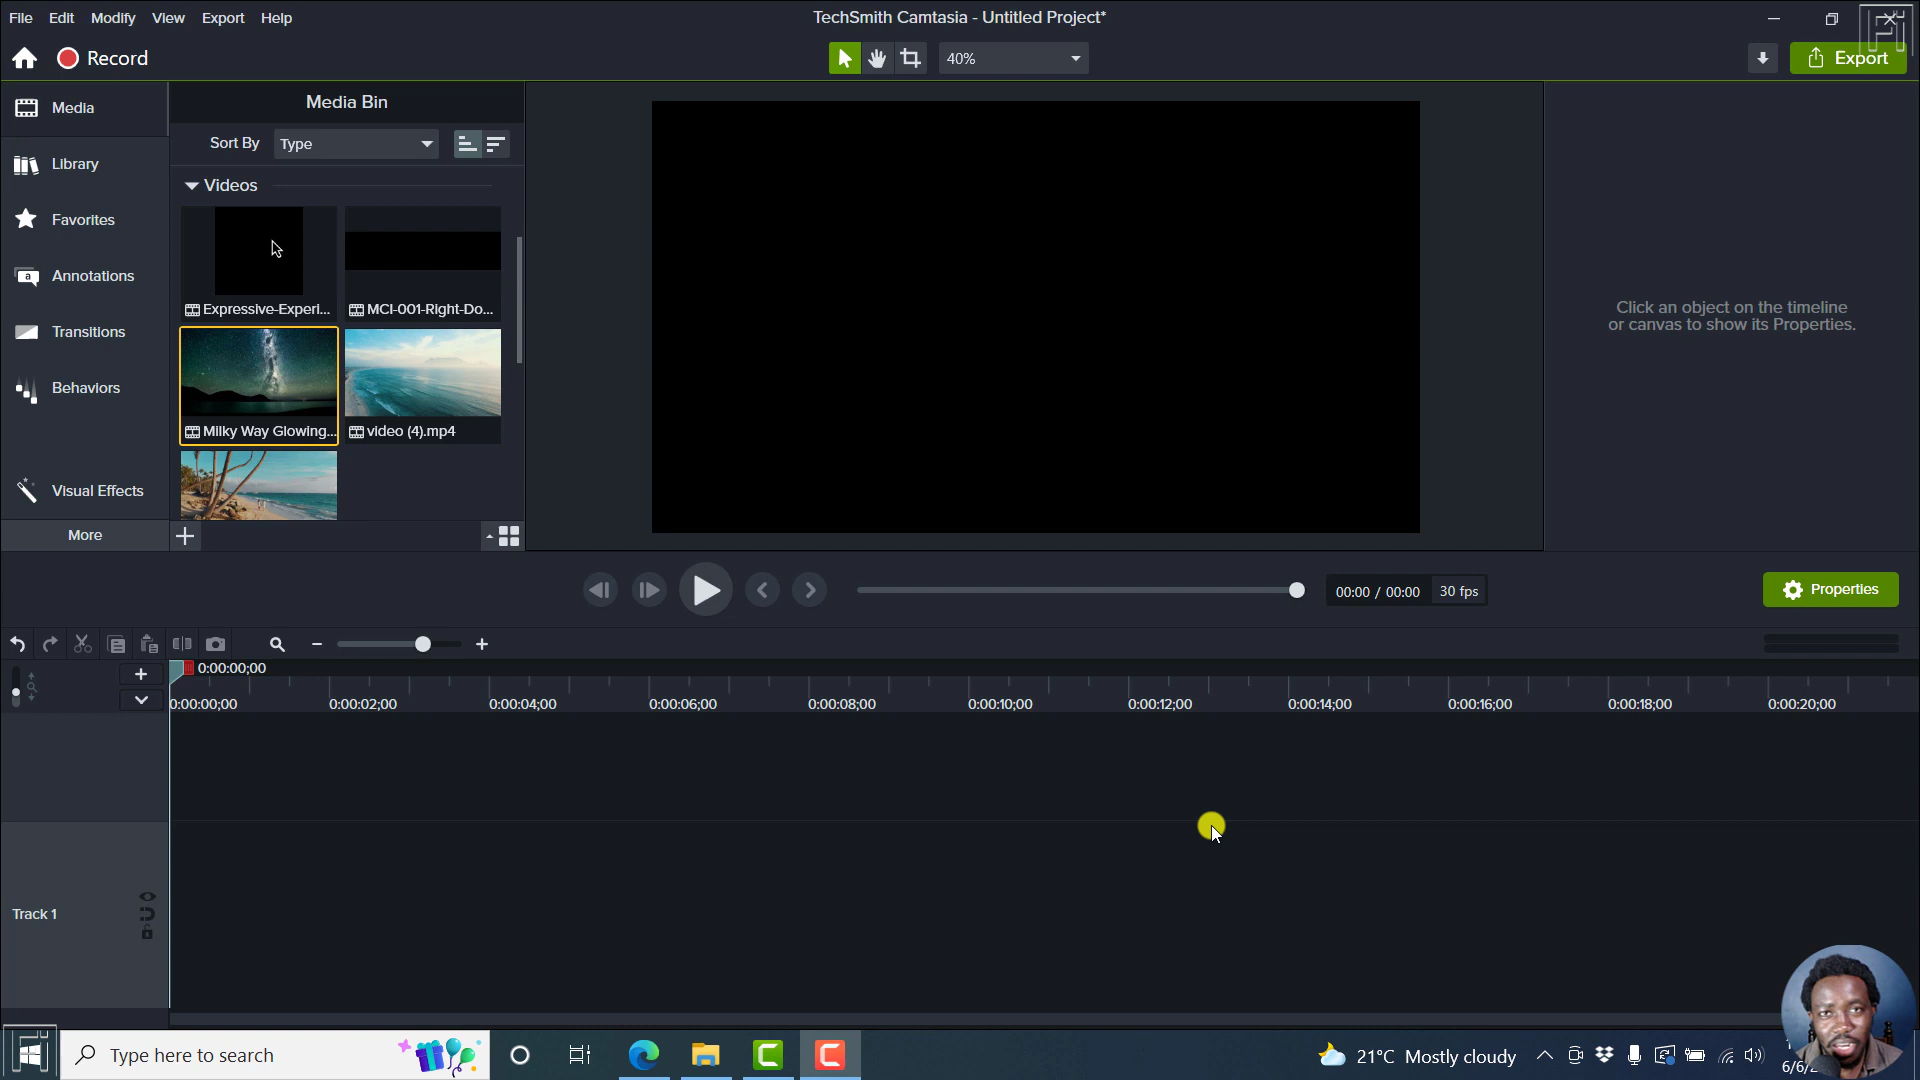 File Edit Modify View Export Help
TechSmith Camtasia - Untitled Project*
Record
40%
Export
Media
Media Bin
Sort By Type
Library
Videos
Favorites
Annotations
Expressive-Experi...
MCI-001-Right-Do...
Click an object on the timeline
or canvas to show its Properties.
Transitions
Behaviors
Milky Way Glowing...
video (4).mp4
Visual Effects
More
00:00 / 00:00 30 fps
Properties
0:00:00;00
0:00:00;00 0:00:02;00 0:00:04;00 0:00:06;00 0:00:08;00 0:00:10;00 0:00:12;00 0:00:14;00 0:00:16;00 0:00:18;00 0:00:20;00
Track 1
Type here to search
21°C Mostly cloudy